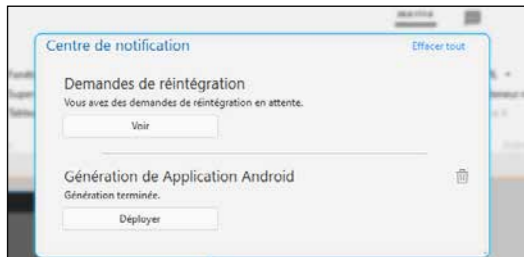 Centre de notification
Effacer tout
Demandes de réintégration
Vous avez des demandes de réintégration en attente.
Voir
Génération de Application Android
Génération terminée.
Déployer